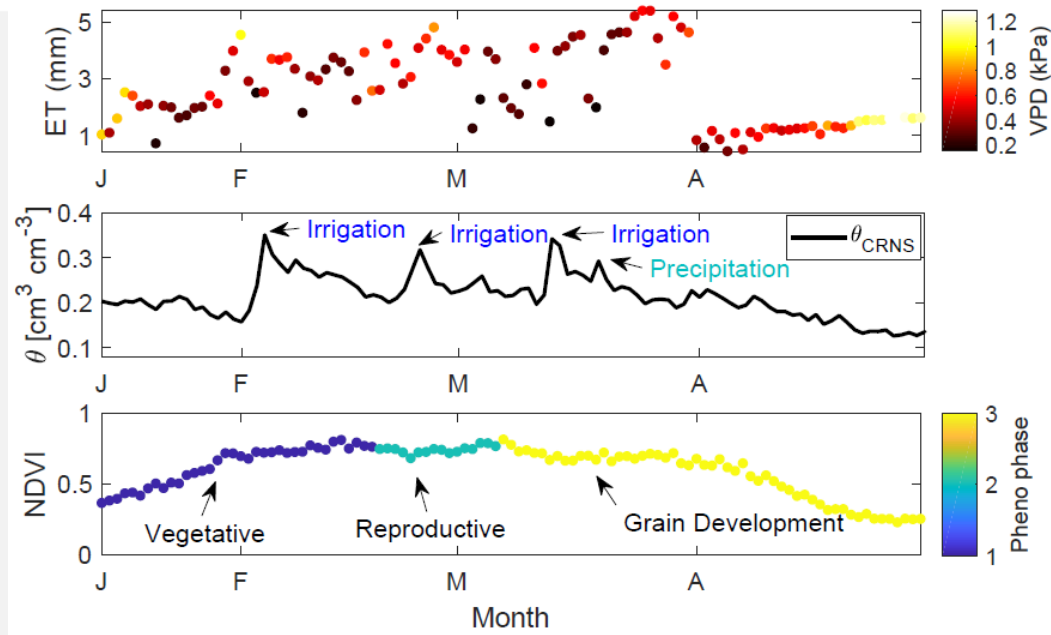 ET (mm)
5
3
1
J F M A
1.2
1
0.8
0.6
0.4
0.2
VPD (kPa)
θ [cm³ cm⁻³]
0.4
0.3
0.2
0.1
Irrigation
Irrigation
Irrigation
Precipitation
θCRNS
J F M A
NDVI
1
0.5
0
Vegetative
Reproductive
Grain Development
J F M A
Month
3
2
1
Pheno phase